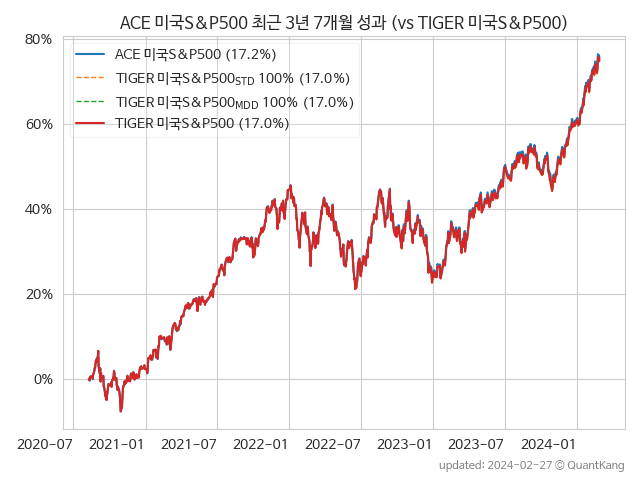 ACE 미국S&P500 최근 3년 7개월 성과 (vs TIGER 미국S&P500)
80%
60%
40%
20%
0%
ACE 미국S&P500 (17.2%)
TIGER 미국S&P500STD 100% (17.0%)
TIGER 미국S&P500MDD 100% (17.0%)
TIGER 미국S&P500 (17.0%)
2020-07 2021-01 2021-07 2022-01 2022-07 2023-01 2023-07 2024-01
updated: 2024-02-27 © QuantKang